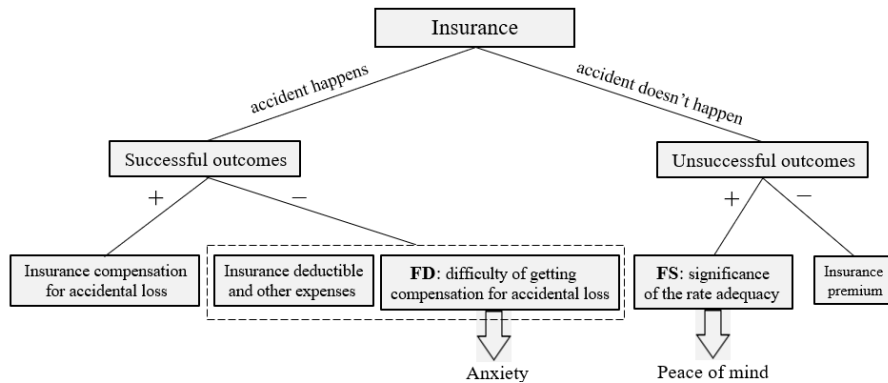 Insurance
accident happens
accident doesn't happen
Successful outcomes
Unsuccessful outcomes
+
−
+
−
Insurance compensation
for accidental loss
Insurance deductible
and other expenses
FD: difficulty of getting
compensation for accidental loss
FS: significance
of the rate adequacy
Insurance
premium
Anxiety
Peace of mind